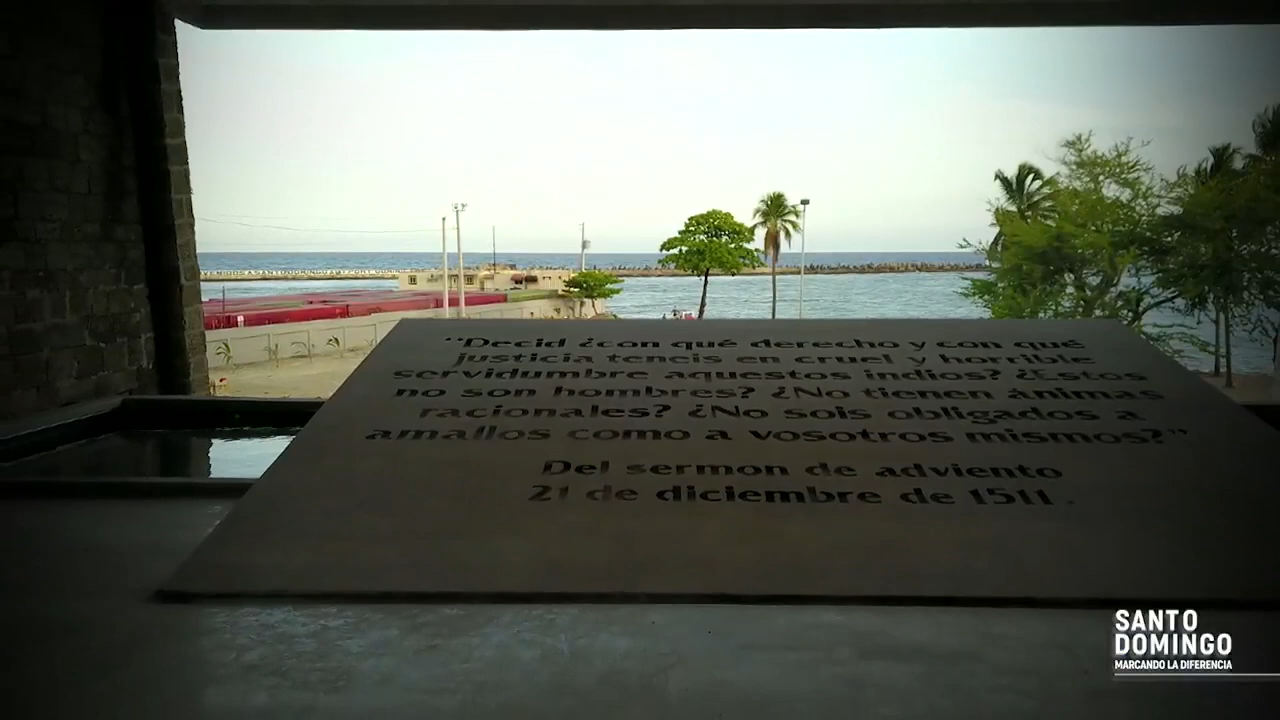 "Decid ¿con qué derecho y con qué
justicia teneis en cruel y horrible
servidumbre aquestos indios? ¿Estos
no son hombres? ¿No tienen ánimas
racionales? ¿No sois obligados a
amallos como a vosotros mismos?"
Del sermon de adviento
21 de diciembre de 1511.
SANTO
DOMINGO
MARCANDO LA DIFERENCIA